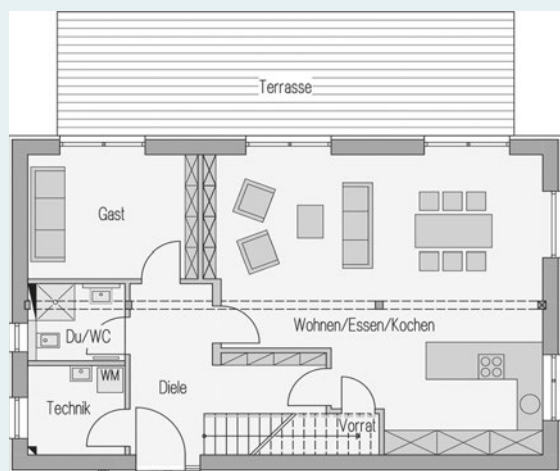 Terrasse
Gast
Wohnen/Essen/Kochen
Du/WC
WM
Technik
Diele
Vorrat